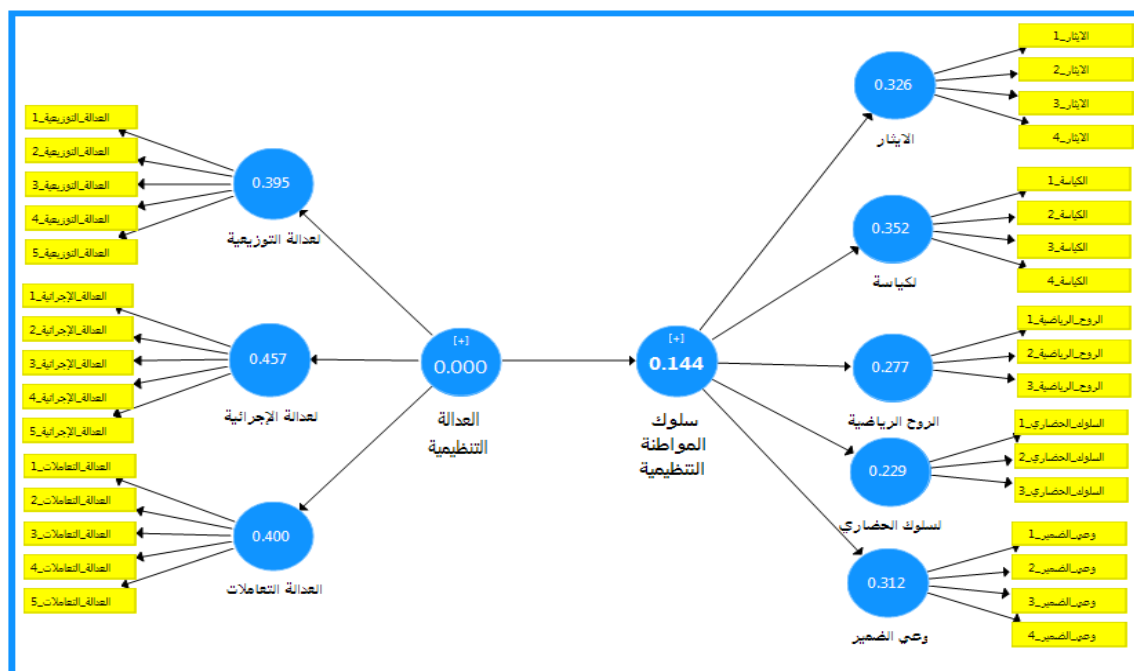 الايثار_1
الايثار_2
الايثار_3
الايثار_4
0.326
الايثار
الكياسة_1
الكياسة_2
الكياسة_3
الكياسة_4
0.352
لكياسة
الروح_الرياضية_1
الروح_الرياضية_2
الروح_الرياضية_3
0.277
الروح الرياضية
السلوك_الحضاري_1
السلوك_الحضاري_2
السلوك_الحضاري_3
0.229
لسلوك الحضاري
وعي_الضمير_1
وعي_الضمير_2
وعي_الضمير_3
وعي_الضمير_4
0.312
وعي الضمير
[+]
0.144
سلوك
المواطنة
التنظيمية
[+]
0.000
العدالة
التنظيمية
0.395
لعدالة التوزيعية
العدالة_التوزيعية_1
العدالة_التوزيعية_2
العدالة_التوزيعية_3
العدالة_التوزيعية_4
العدالة_التوزيعية_5
0.457
لعدالة الإجرائية
العدالة_الإجرائية_1
العدالة_الإجرائية_2
العدالة_الإجرائية_3
العدالة_الإجرائية_4
العدالة_الإجرائية_5
0.400
العدالة التعاملات
العدالة_التعاملات_1
العدالة_التعاملات_2
العدالة_التعاملات_3
العدالة_التعاملات_4
العدالة_التعاملات_5